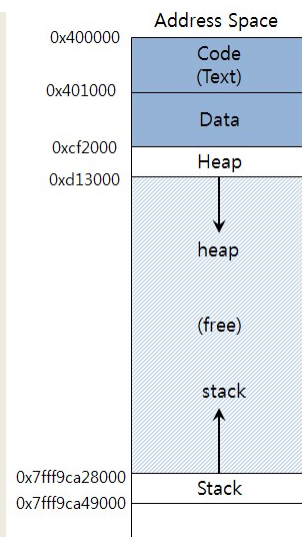 Address Space
0x400000
Code
(Text)
0x401000
Data
0xcf2000
Heap
0xd13000
heap
(free)
stack
0x7fff9ca28000
Stack
0x7fff9ca49000